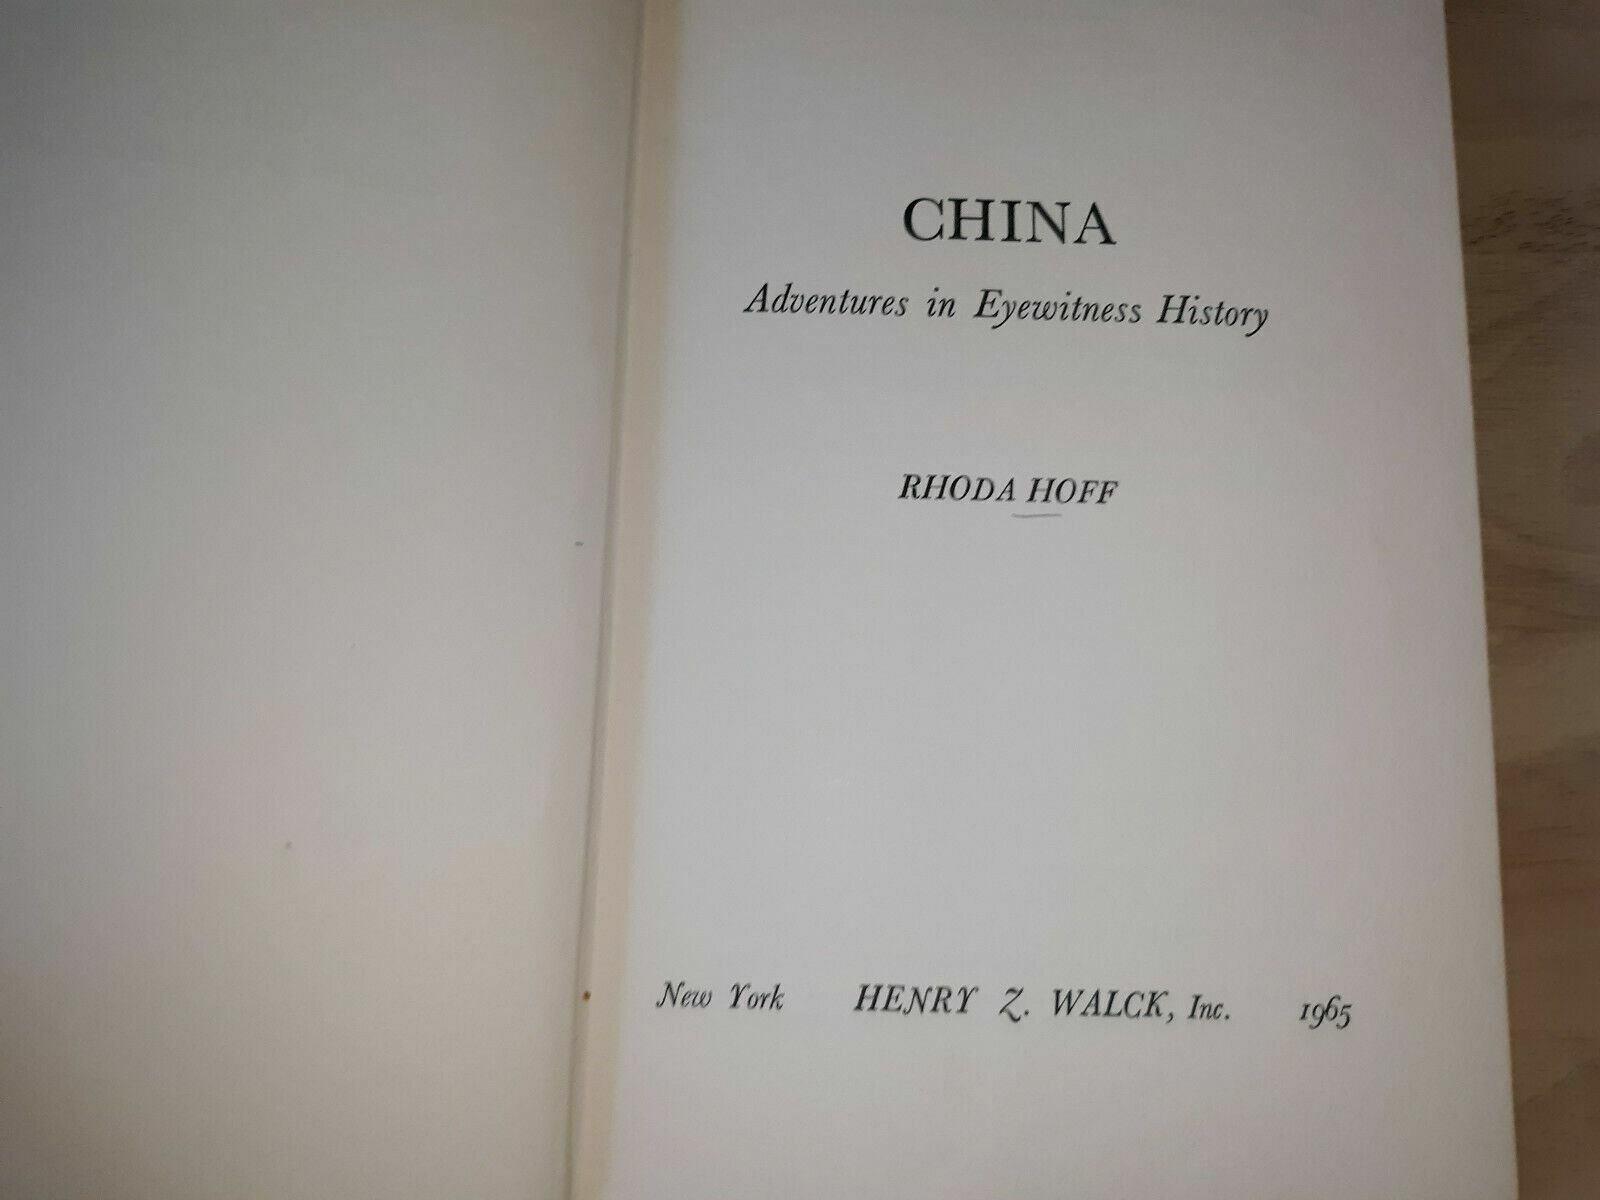 CHINA
Adventures in Eyewitness History
RHODA HOFF
New York HENRY Z. WALCK, Inc. 1965